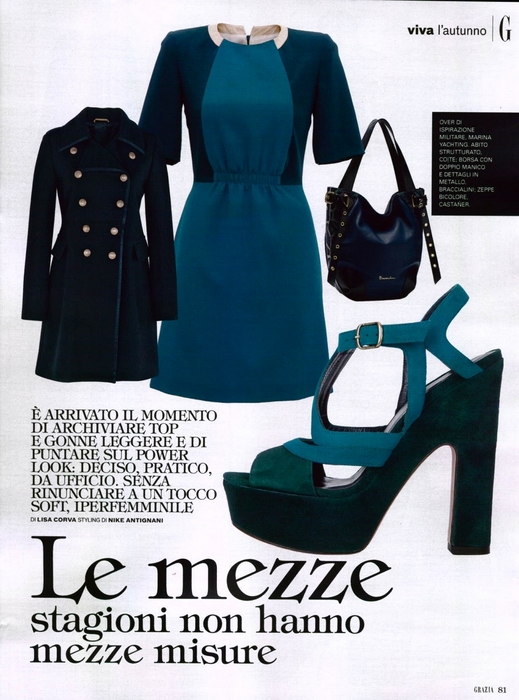 viva l'autunno G
OVER DI
ISPIRAZIONE
MILITARE, MARINA
YACHTING. ABITO
STRUTTURATO,
COITE; BORSA CON
DOPPIO MANICO
E DETTAGLI IN
METALLO,
BRACCIALINI; ZEPPE
BICOLORE,
CASTAÑER.
È ARRIVATO IL MOMENTO
DI ARCHIVIARE TOP
E GONNE LEGGERE E DI
PUNTARE SUL POWER
LOOK: DECISO, PRATICO,
DA UFFICIO. SENZA
RINUNCIARE A UN TOCCO
SOFT, IPERFEMMINILE
DI LISA CORVA STYLING DI NIKE ANTIGNANI
Le mezze
stagioni non hanno
mezze misure
GRAZIA 81